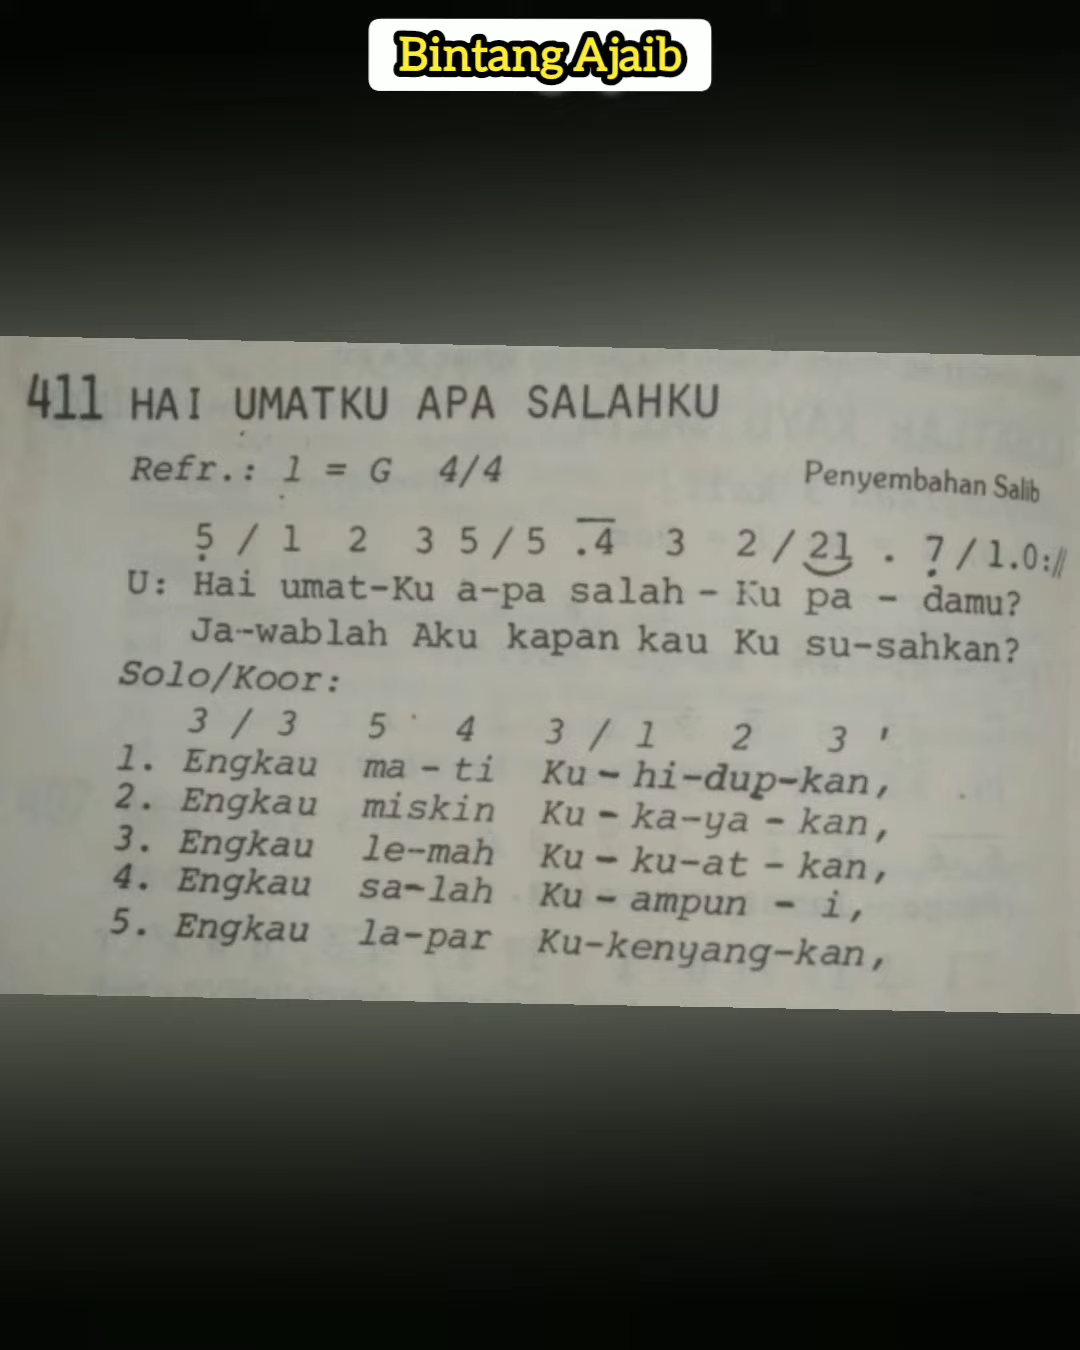 Bintang Ajaib
411 HAI UMATKU APA SALAHKU
Refr.: 1 = G 4/4 Penyembahan Salib
5̣ / 1 2 3 5 / 5 .4̅ 3 2 / 21 . 7̣ / 1.0://
U: Hai umat-Ku a-pa salah - Ku pa - damu?
Ja-wablah Aku kapan kau Ku su-sahkan?
Solo/Koor:
3 / 3 5 4 3 / 1 2 3 '
1. Engkau ma - ti Ku - hi-dup-kan,
2. Engkau miskin Ku - ka-ya - kan,
3. Engkau le-mah Ku - ku-at - kan,
4. Engkau sa-lah Ku - ampun - i,
5. Engkau la-par Ku-kenyang-kan,